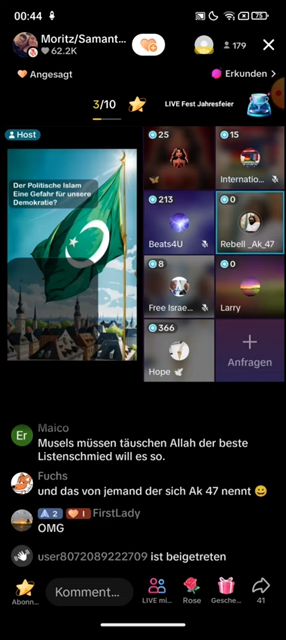 00:44
75
Moritz/Samant...
62.2K
179
Angesagt
Erkunden >
3/10
LIVE Fest Jahresfeier
Host
Der Politische Islam
Eine Gefahr für unsere
Demokratie?
25
15
Internatio...
213
Beats4U
0
Rebell _Ak_47
8
Free Israe...
0
Larry
366
Hope
+
Anfragen
Er
Maico
Musels müssen täuschen Allah der beste
Listenschmied will es so.
Fuchs
und das von jemand der sich Ak 47 nennt
A 2
I
FirstLady
OMG
user8072089222709 ist beigetreten
Abonn...
Komment...
LIVE mi...
Rose
Gesche...
41